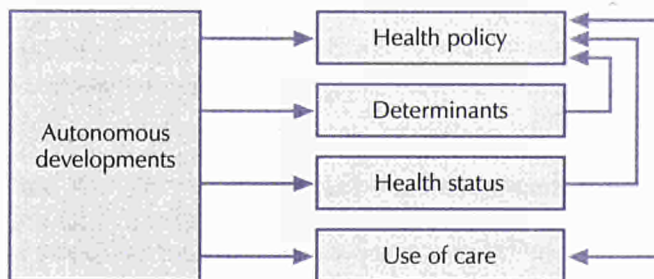 Health policy
Determinants
Autonomous
developments
Health status
Use of care